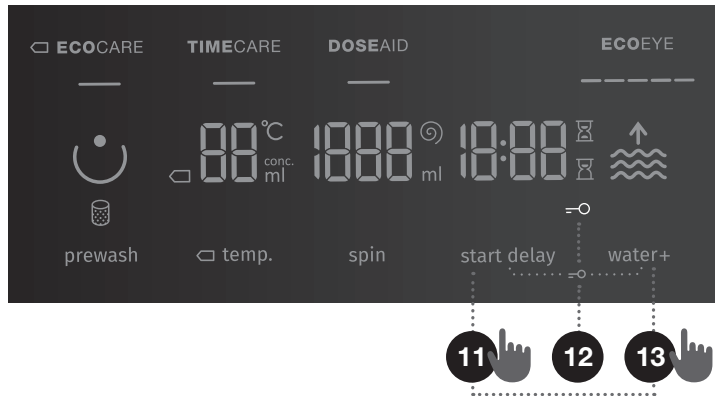 ECOCARE TIMECARE DOSEAID ECOEYE
88 °C conc. ml 1888 ml 18:88
prewash temp. spin start delay water+
11 12 13